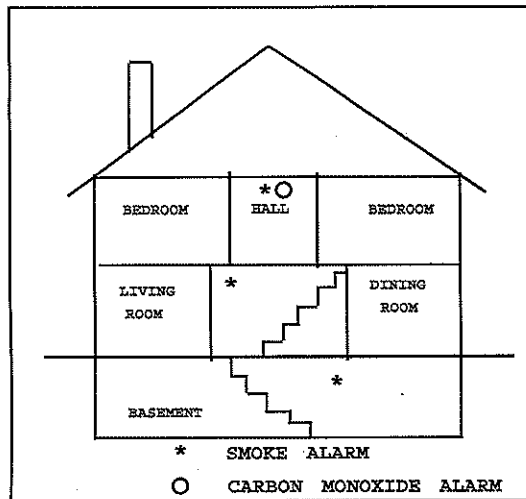 BEDROOM
* HALL
BEDROOM
LIVING ROOM
*
DINING ROOM
*
BASEMENT
* SMOKE ALARM
CARBON MONOXIDE ALARM